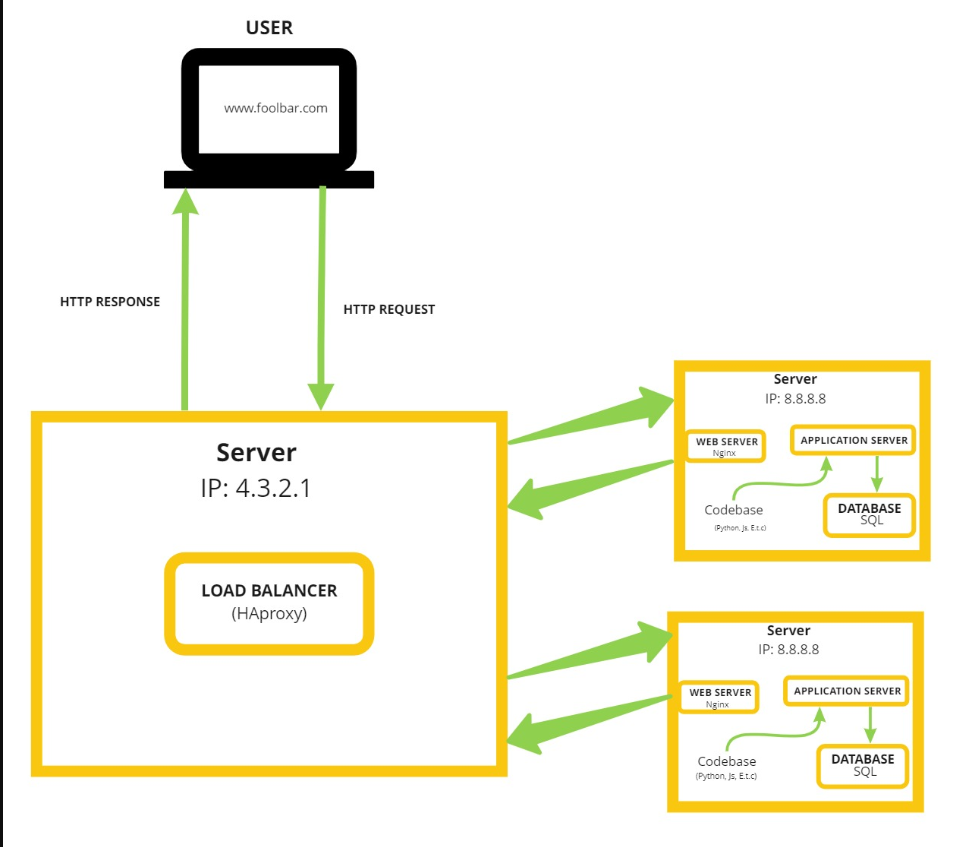 USER
www.foolbar.com
HTTP RESPONSE
HTTP REQUEST
Server
IP: 4.3.2.1
LOAD BALANCER
(HAproxy)
Server
IP: 8.8.8.8
WEB SERVER
Nginx
APPLICATION SERVER
Codebase
(Python, Js, E.t.c)
DATABASE
SQL
Server
IP: 8.8.8.8
WEB SERVER
Nginx
APPLICATION SERVER
Codebase
(Python, Js, E.t.c)
DATABASE
SQL